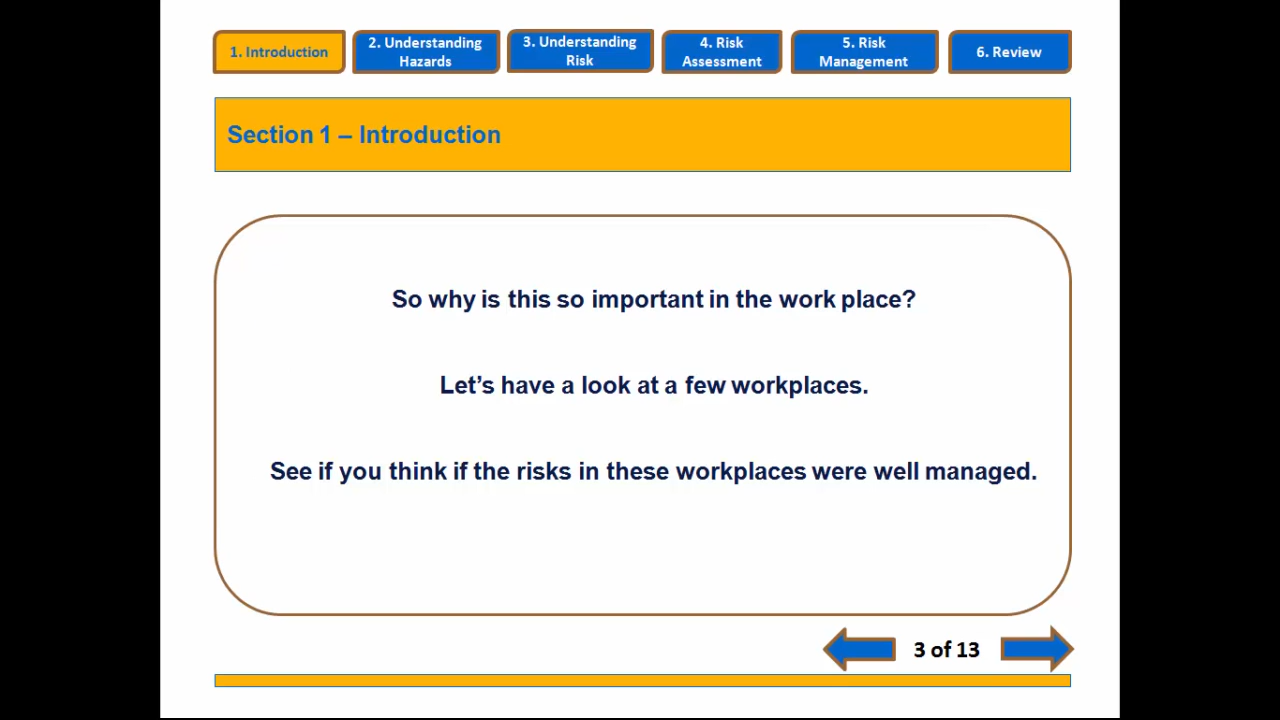 1. Introduction
2. Understanding
Hazards
3. Understanding
Risk
4. Risk
Assessment
5. Risk
Management
6. Review
Section 1 – Introduction
So why is this so important in the work place?
Let’s have a look at a few workplaces.
See if you think if the risks in these workplaces were well managed.
3 of 13